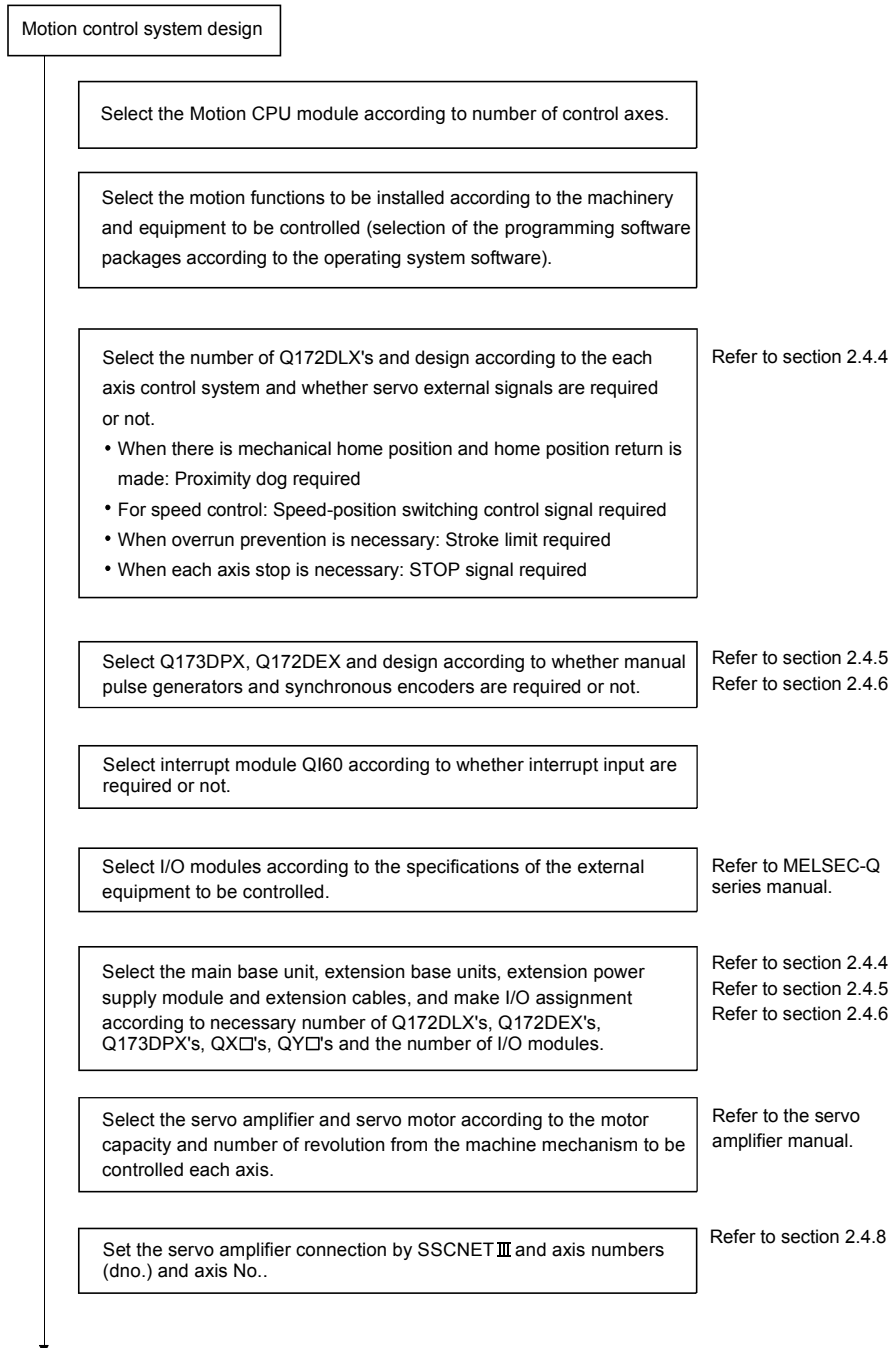 Motion control system design
Select the Motion CPU module according to number of control axes.
Select the motion functions to be installed according to the machinery
and equipment to be controlled (selection of the programming software
packages according to the operating system software).
Select the number of Q172DLX's and design according to the each
axis control system and whether servo external signals are required
or not.
• When there is mechanical home position and home position return is
made: Proximity dog required
• For speed control: Speed-position switching control signal required
• When overrun prevention is necessary: Stroke limit required
• When each axis stop is necessary: STOP signal required
Refer to section 2.4.4
Select Q173DPX, Q172DEX and design according to whether manual
pulse generators and synchronous encoders are required or not.
Refer to section 2.4.5
Refer to section 2.4.6
Select interrupt module QI60 according to whether interrupt input are
required or not.
Select I/O modules according to the specifications of the external
equipment to be controlled.
Refer to MELSEC-Q
series manual.
Select the main base unit, extension base units, extension power
supply module and extension cables, and make I/O assignment
according to necessary number of Q172DLX's, Q172DEX's,
Q173DPX's, QX□'s, QY□'s and the number of I/O modules.
Refer to section 2.4.4
Refer to section 2.4.5
Refer to section 2.4.6
Select the servo amplifier and servo motor according to the motor
capacity and number of revolution from the machine mechanism to be
controlled each axis.
Refer to the servo
amplifier manual.
Set the servo amplifier connection by SSCNETⅢ and axis numbers
(dno.) and axis No..
Refer to section 2.4.8